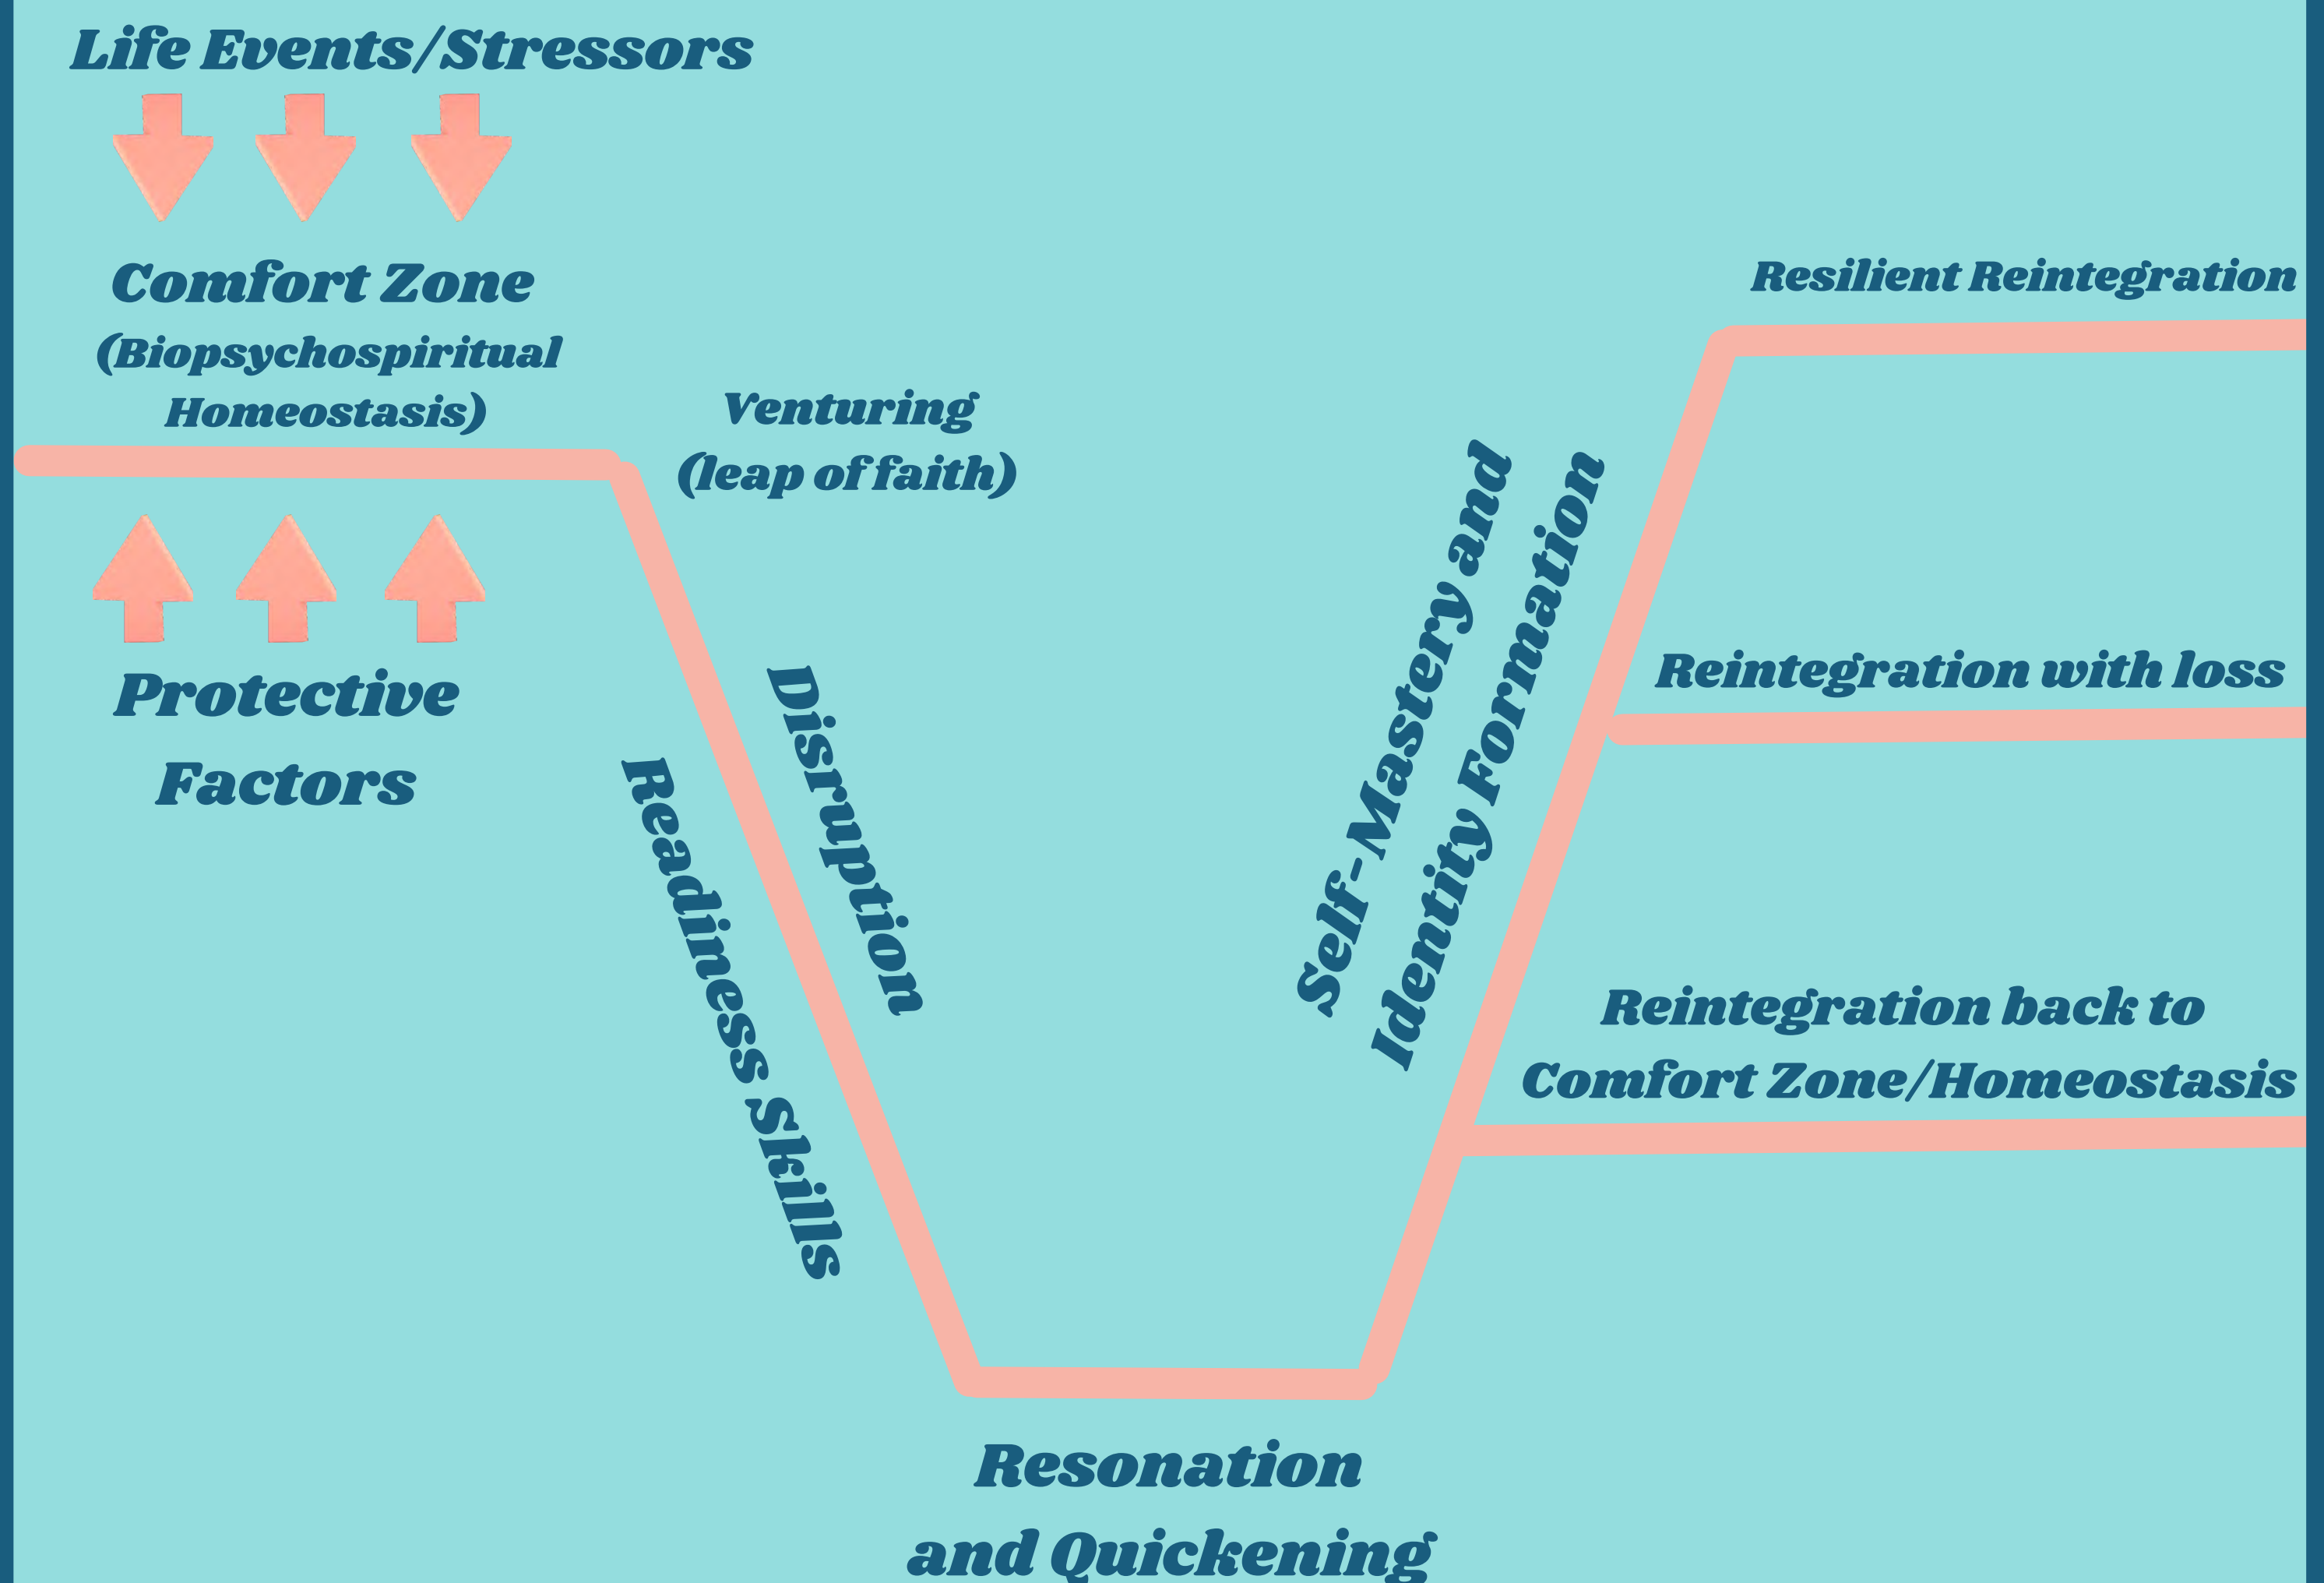 Life Events/Stressors
Comfort Zone
(Biopsychospiritual
Homeostasis)
Venturing
(leap of faith)
Protective
Factors
Disruption
Readiness Skills
Resonation
and Quickening
Self-Mastery and
Identity Formation
Resilient Reintegration
Reintegration with loss
Reintegration back to
Comfort Zone/Homeostasis